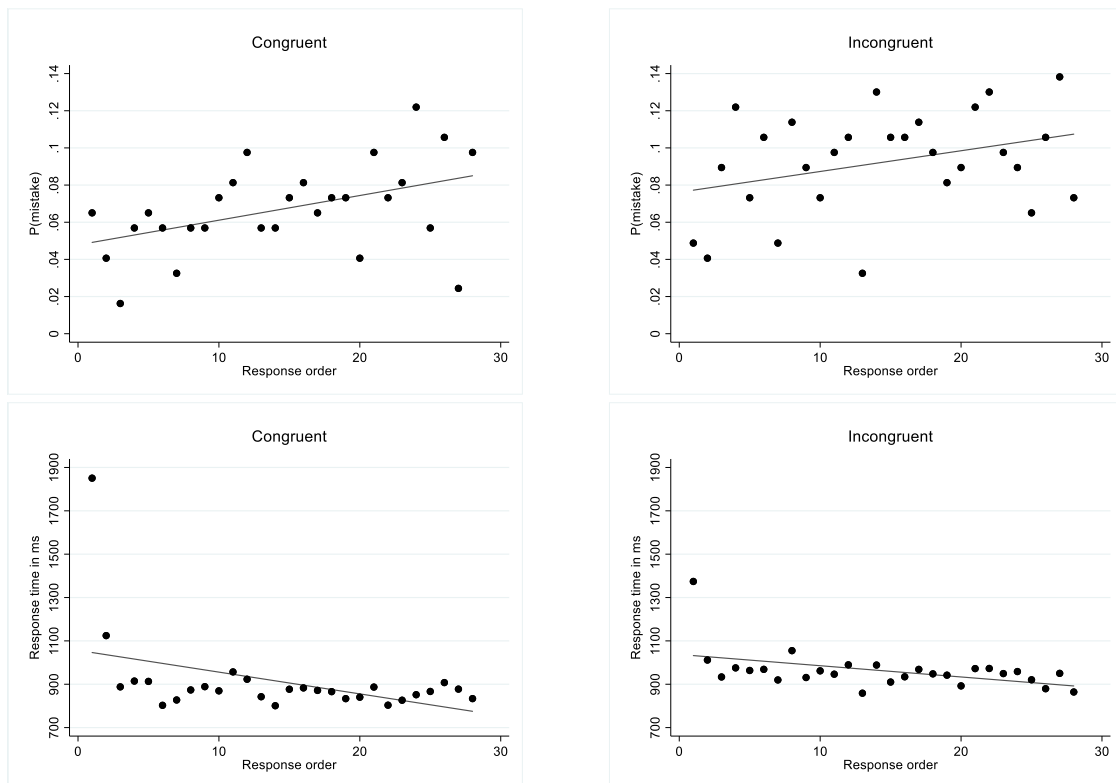 Congruent
P(mistake)
.14
.12
.1
.08
.06
.04
.02
0
0 10 20 30
Response order
Incongruent
P(mistake)
.14
.12
.1
.08
.06
.04
.02
0
0 10 20 30
Response order
Congruent
Response time in ms
1900
1700
1500
1300
1100
900
700
0 10 20 30
Response order
Incongruent
Response time in ms
1900
1700
1500
1300
1100
900
700
0 10 20 30
Response order